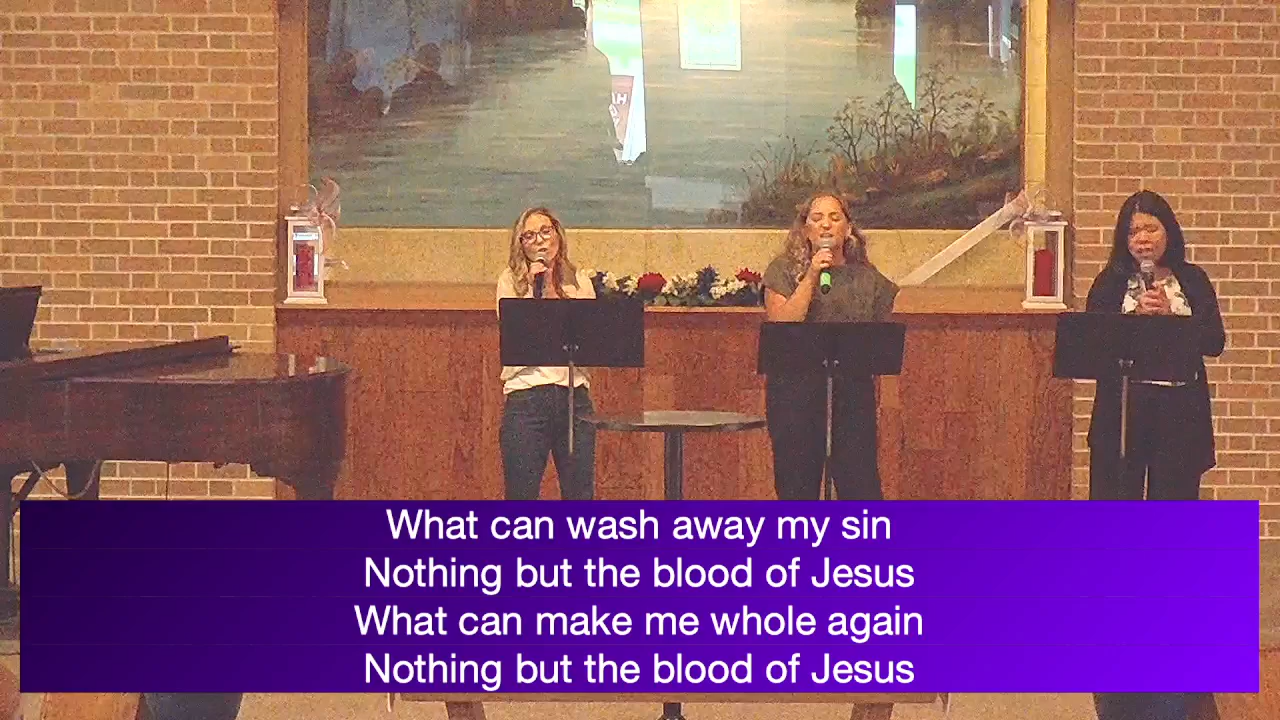 What can wash away my sin
Nothing but the blood of Jesus
What can make me whole again
Nothing but the blood of Jesus